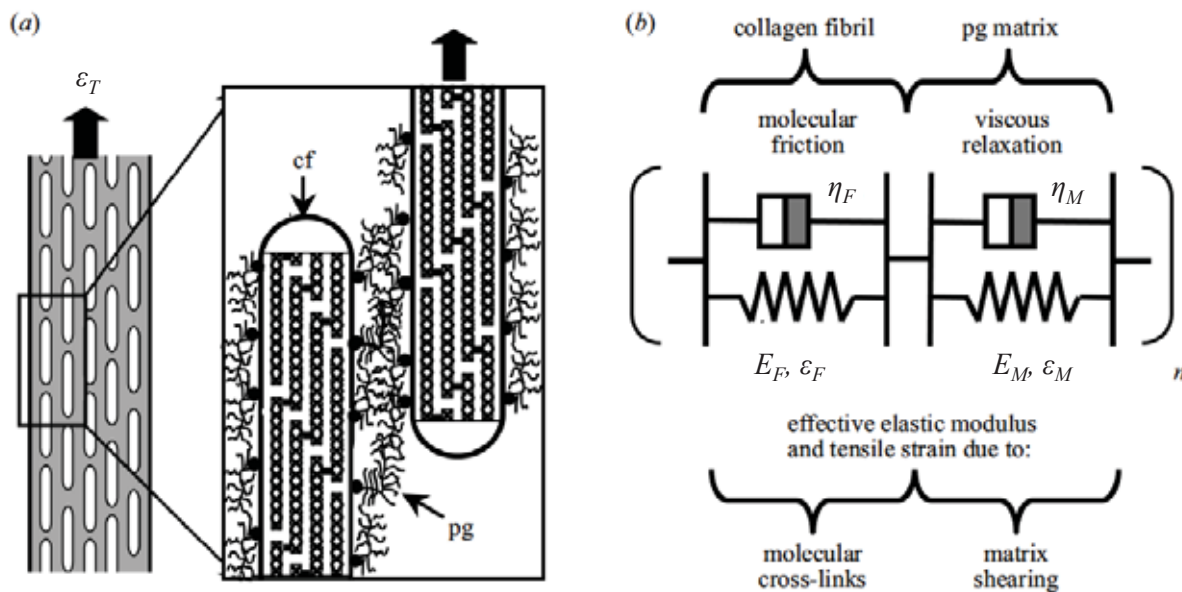 (a)
ε_T
cf
pg
(b)
collagen fibril
pg matrix
molecular
friction
viscous
relaxation
η_F
η_M
E_F, ε_F
E_M, ε_M
n
effective elastic modulus
and tensile strain due to:
molecular
cross-links
matrix
shearing